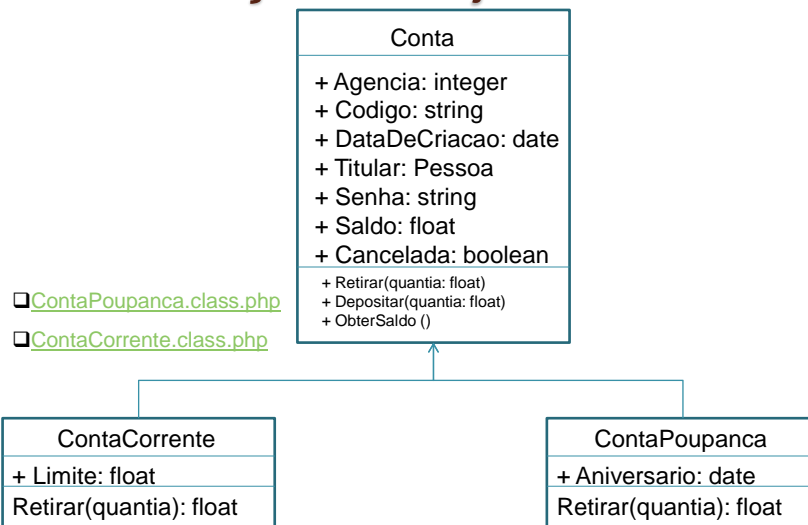 Conta
+ Agencia: integer
+ Codigo: string
+ DataDeCriacao: date
+ Titular: Pessoa
+ Senha: string
+ Saldo: float
+ Cancelada: boolean
+ Retirar(quantia: float)
+ Depositar(quantia: float)
+ ObterSaldo ()
❑ContaPoupanca.class.php
❑ContaCorrente.class.php
ContaCorrente
+ Limite: float
Retirar(quantia): float
ContaPoupanca
+ Aniversario: date
Retirar(quantia): float